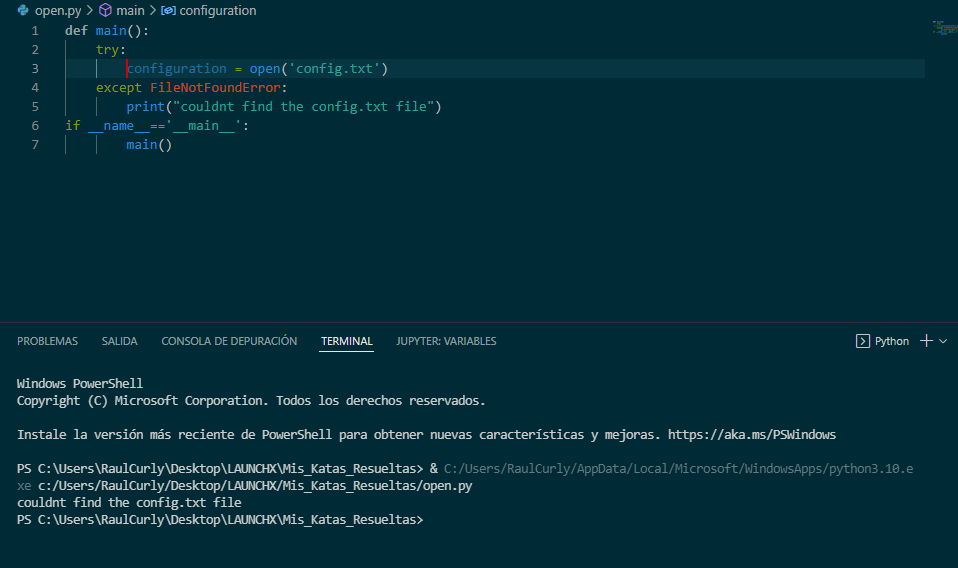 open.py > main > configuration
1 def main():
2 try:
3 configuration = open('config.txt')
4 except FileNotFoundError:
5 print("couldnt find the config.txt file")
6 if __name__=='__main__':
7 main()
PROBLEMAS SALIDA CONSOLA DE DEPURACIÓN TERMINAL JUPYTER: VARIABLES Python
Windows PowerShell
Copyright (C) Microsoft Corporation. Todos los derechos reservados.
Instale la versión más reciente de PowerShell para obtener nuevas características y mejoras. https://aka.ms/PSWindows
PS C:\Users\RaulCurly\Desktop\LAUNCHX\Mis_Katas_Resueltas> & C:/Users/RaulCurly/AppData/Local/Microsoft/WindowsApps/python3.10.e
xe c:/Users/RaulCurly/Desktop/LAUNCHX/Mis_Katas_Resueltas/open.py
couldnt find the config.txt file
PS C:\Users\RaulCurly\Desktop\LAUNCHX\Mis_Katas_Resueltas>